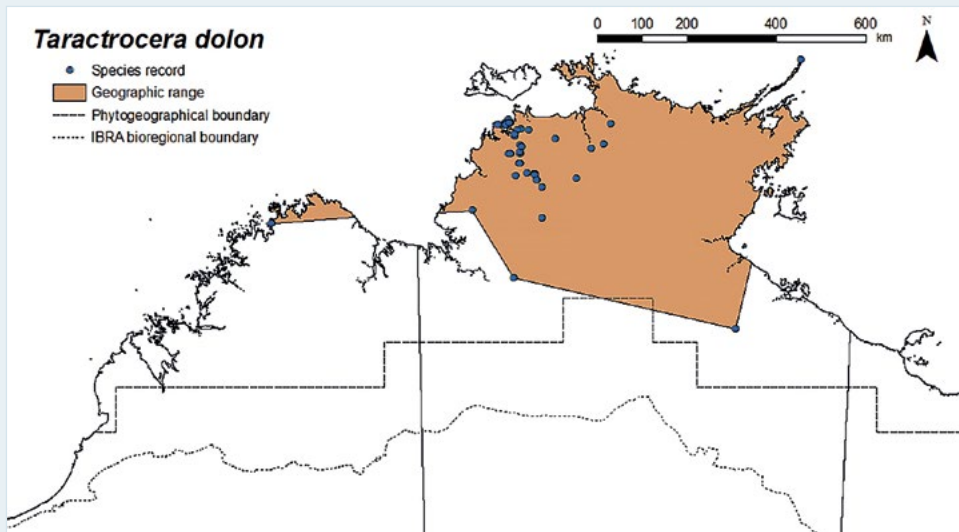 Taractrocera dolon
Species record
Geographic range
Phytogeographical boundary
IBRA bioregional boundary
0 100 200 400 600
km
N